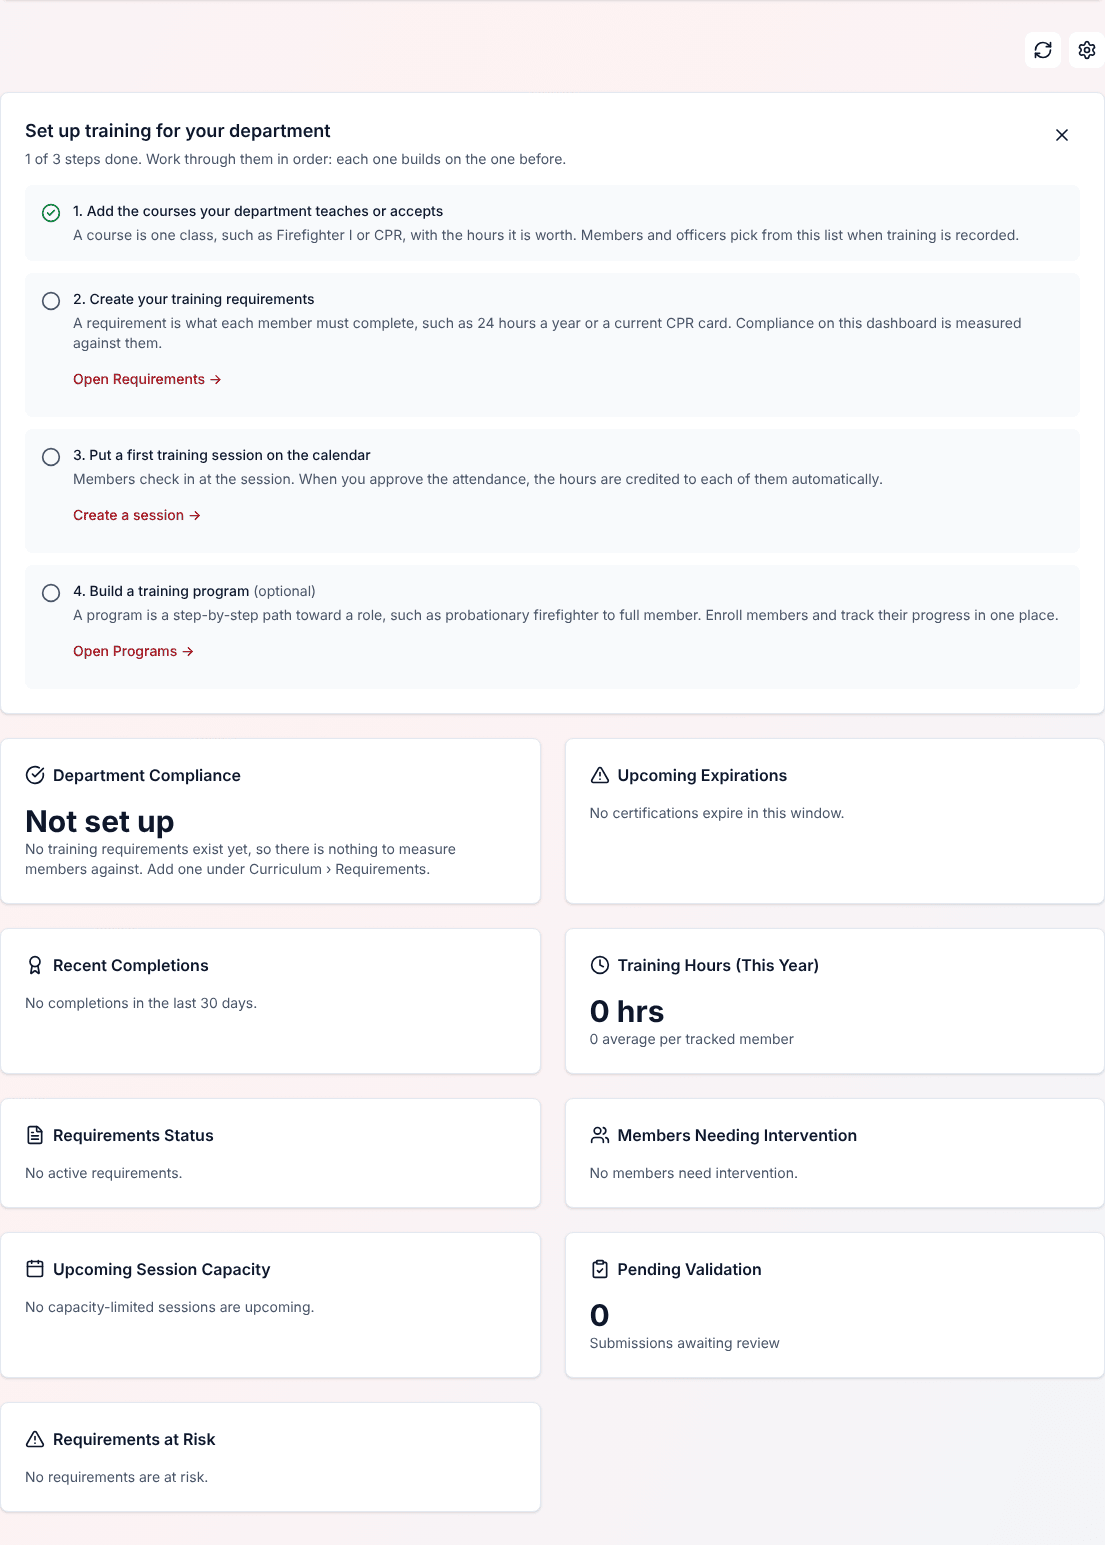 Set up training for your department
1 of 3 steps done. Work through them in order: each one builds on the one before.
1. Add the courses your department teaches or accepts
A course is one class, such as Firefighter I or CPR, with the hours it is worth. Members and officers pick from this list when training is recorded.
2. Create your training requirements
A requirement is what each member must complete, such as 24 hours a year or a current CPR card. Compliance on this dashboard is measured
against them.
Open Requirements →
3. Put a first training session on the calendar
Members check in at the session. When you approve the attendance, the hours are credited to each of them automatically.
Create a session →
4. Build a training program (optional)
A program is a step-by-step path toward a role, such as probationary firefighter to full member. Enroll members and track their progress in one place.
Open Programs →
Department Compliance
Not set up
No training requirements exist yet, so there is nothing to measure
members against. Add one under Curriculum › Requirements.
Upcoming Expirations
No certifications expire in this window.
Recent Completions
No completions in the last 30 days.
Training Hours (This Year)
0 hrs
0 average per tracked member
Requirements Status
No active requirements.
Members Needing Intervention
No members need intervention.
Upcoming Session Capacity
No capacity-limited sessions are upcoming.
Pending Validation
0
Submissions awaiting review
Requirements at Risk
No requirements are at risk.